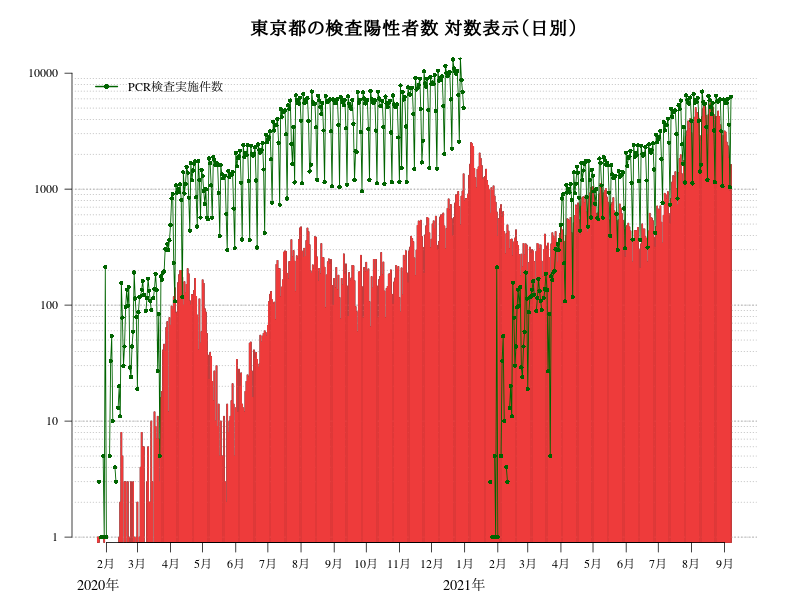 東京都の検査陽性者数 対数表示(日別)
PCR検査実施件数
10000
1000
100
10
1
2月 3月 4月 5月 6月 7月 8月 9月 10月 11月 12月 1月 2月 3月 4月 5月 6月 7月 8月 9月
2020年 2021年